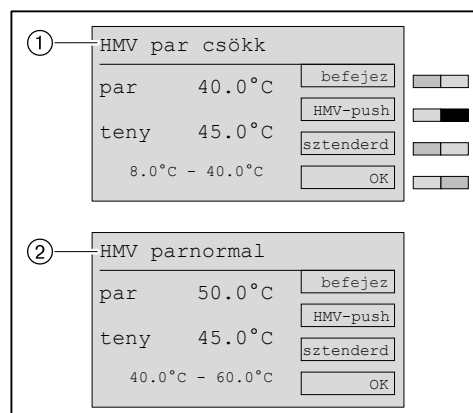 1
HMV par csökk
par 40.0°C
teny 45.0°C
8.0°C - 40.0°C
befejez
HMV-push
sztenderd
OK
2
HMV parnormal
par 50.0°C
teny 45.0°C
40.0°C - 60.0°C
befejez
HMV-push
sztenderd
OK